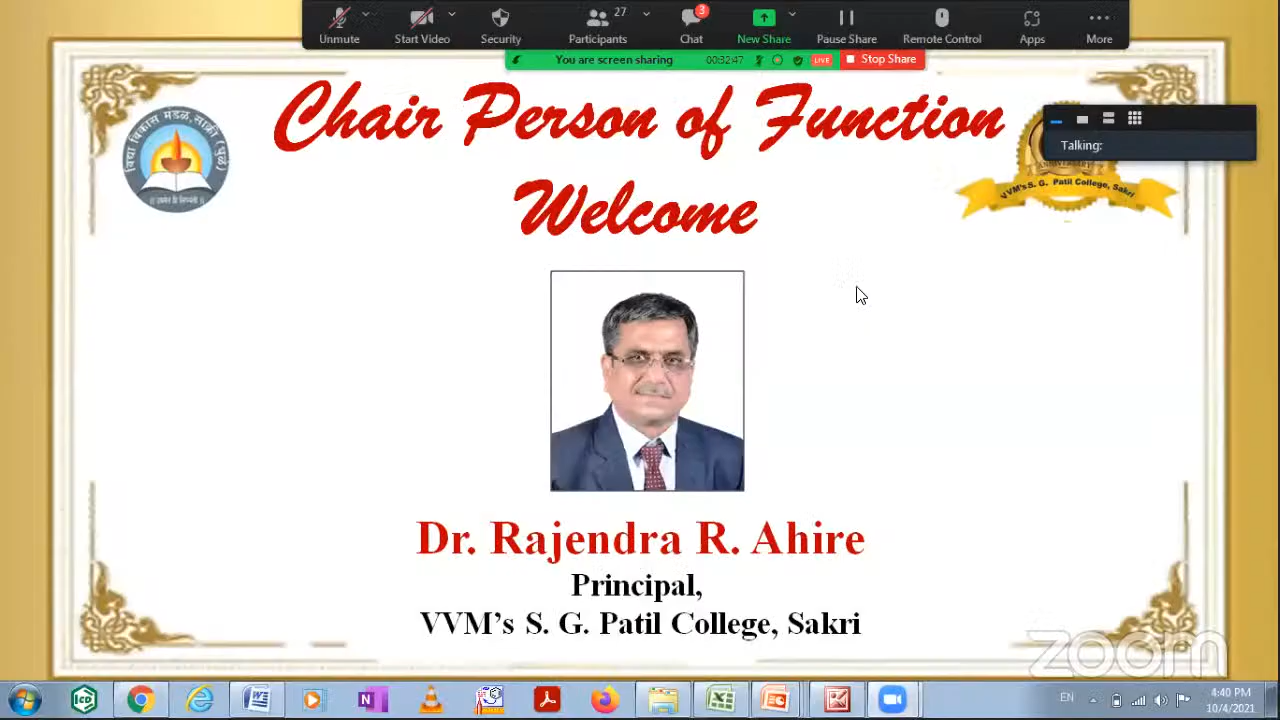 27
3
Unmute Start Video Security Participants Chat New Share Pause Share Remote Control Apps More
You are screen sharing 00:32:47 LIVE Stop Share
Chair Person of Function
Welcome
विद्या विकास मंडळ, साक्री (धुळे)
Talking:
ANNIVERSARY
VVM's S. G. Patil College, Sakri
Dr. Rajendra R. Ahire
Principal,
VVM's S. G. Patil College, Sakri
zoom
EN
4:40 PM
10/4/2021